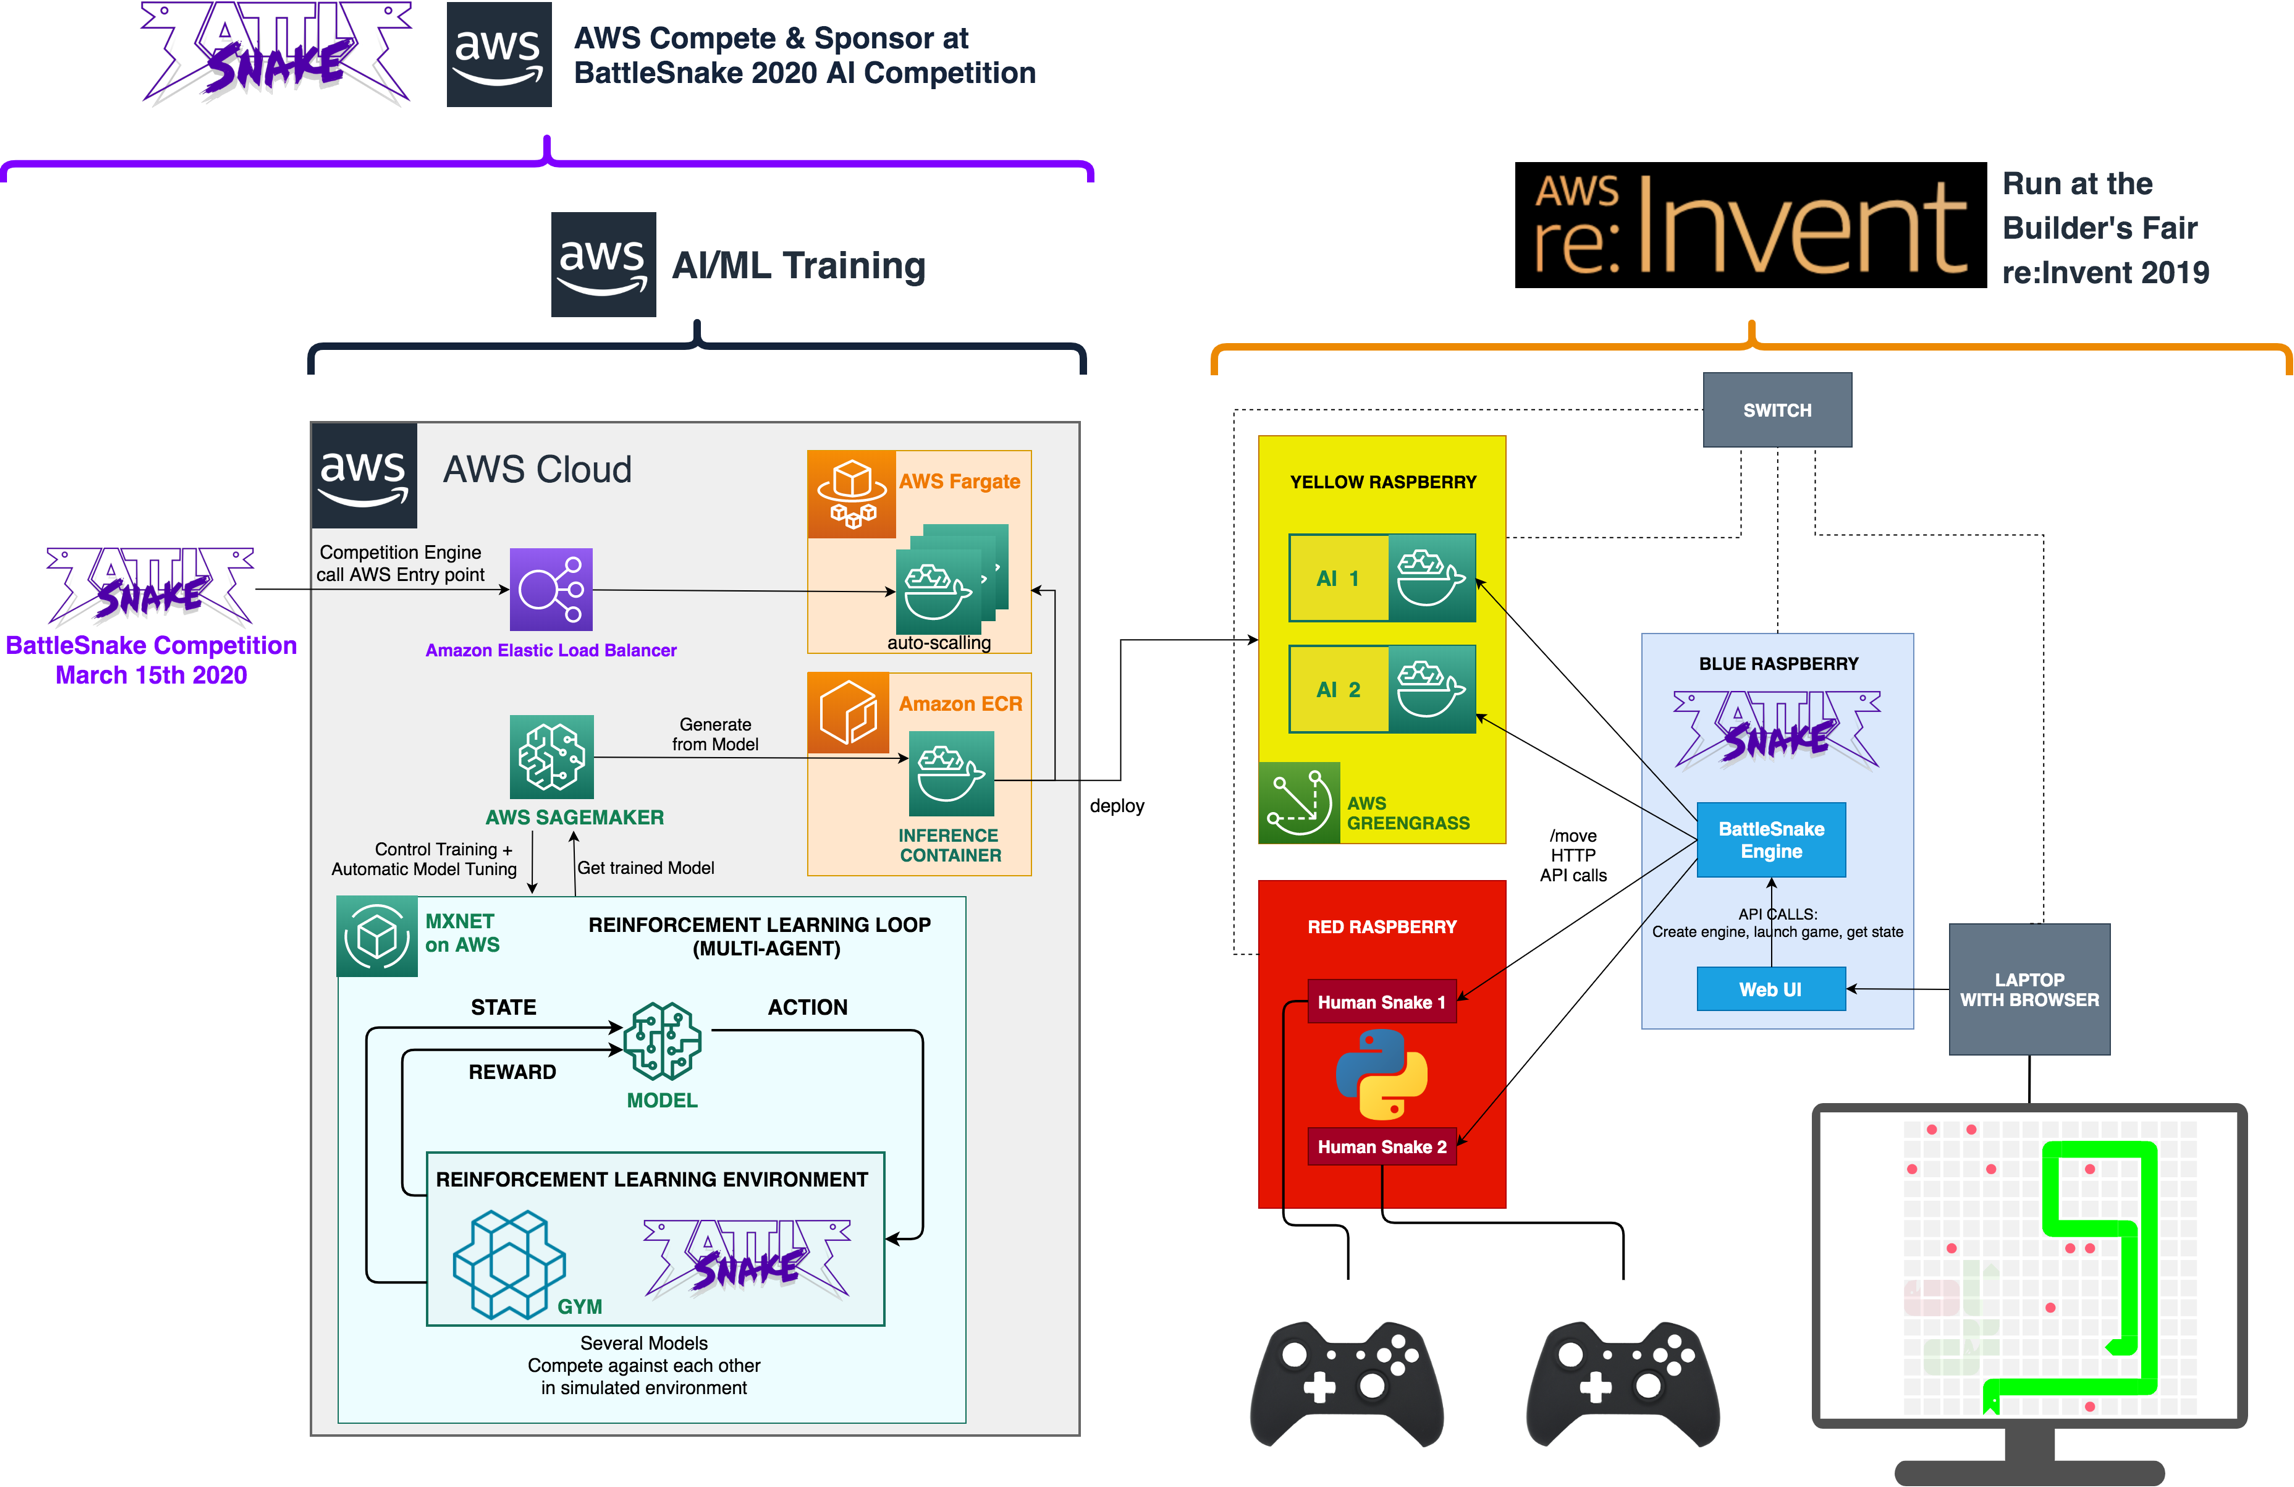 BATTLE
SNAKE
aws
AWS Compete & Sponsor at
BattleSnake 2020 AI Competition
aws
AI/ML Training
AWS
re:Invent
Run at the
Builder's Fair
re:Invent 2019
aws
AWS Cloud
BATTLE
SNAKE
BattleSnake Competition
March 15th 2020
Competition Engine
call AWS Entry point
Amazon Elastic Load Balancer
AWS Fargate
auto-scalling
Amazon ECR
INFERENCE
CONTAINER
Generate
from Model
AWS SAGEMAKER
Control Training +
Automatic Model Tuning
Get trained Model
deploy
MXNET
on AWS
REINFORCEMENT LEARNING LOOP
(MULTI-AGENT)
STATE
ACTION
REWARD
MODEL
REINFORCEMENT LEARNING ENVIRONMENT
GYM
BATTLE
SNAKE
Several Models
Compete against each other
in simulated environment
SWITCH
YELLOW RASPBERRY
AI 1
AI 2
AWS
GREENGRASS
/move
HTTP
API calls
RED RASPBERRY
Human Snake 1
Human Snake 2
BLUE RASPBERRY
BATTLE
SNAKE
BattleSnake
Engine
API CALLS:
Create engine, launch game, get state
Web UI
LAPTOP
WITH BROWSER